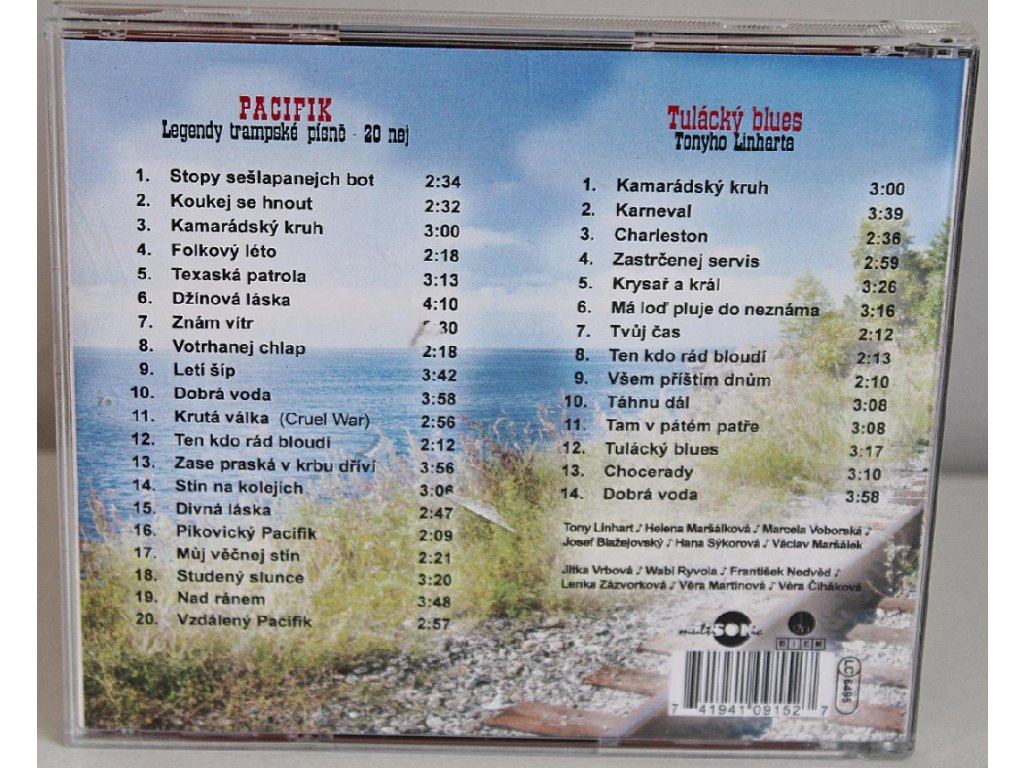 PACIFIK
Legendy trampské písně - 20 nej
1. Stopy sešlapanejch bot 2:34
2. Koukej se hnout 2:32
3. Kamarádský kruh 3:00
4. Folkový léto 2:18
5. Texaská patrola 3:13
6. Džínová láska 4:10
7. Znám vítr :30
8. Votrhanej chlap 2:18
9. Letí šíp 3:42
10. Dobrá voda 3:58
11. Krutá válka (Cruel War) 2:56
12. Ten kdo rád bloudí 2:12
13. Zase praská v krbu dříví 3:56
14. Stín na kolejích 3:06
15. Divná láska 2:47
16. Pikovický Pacifik 2:09
17. Můj věčnej stín 2:21
18. Studený slunce 3:20
19. Nad ránem 3:48
20. Vzdálený Pacifik 2:57
Tulácký blues
Tonyho Linharta
1. Kamarádský kruh 3:00
2. Karneval 3:39
3. Charleston 2:36
4. Zastrčenej servis 2:59
5. Krysař a král 3:26
6. Má loď pluje do neznáma 3:16
7. Tvůj čas 2:12
8. Ten kdo rád bloudí 2:13
9. Všem příštím dnům 2:10
10. Táhnu dál 3:08
11. Tam v pátém patře 3:08
12. Tulácký blues 3:17
13. Chocerady 3:10
14. Dobrá voda 3:58
Tony Linhart ♪ Helena Maršálková ♪ Marcela Voborská ♪
Josef Blažejovský ♪ Hana Sýkorová ♪ Václav Maršálek
Jitka Vrbová ♪ Wabi Ryvola ♪ František Nedvěd ♪
Lenka Zázvorková ♪ Věra Martinová ♪ Věra Čiháková
multiSONic
BIEM
LC 6495
7 41941 09152 7